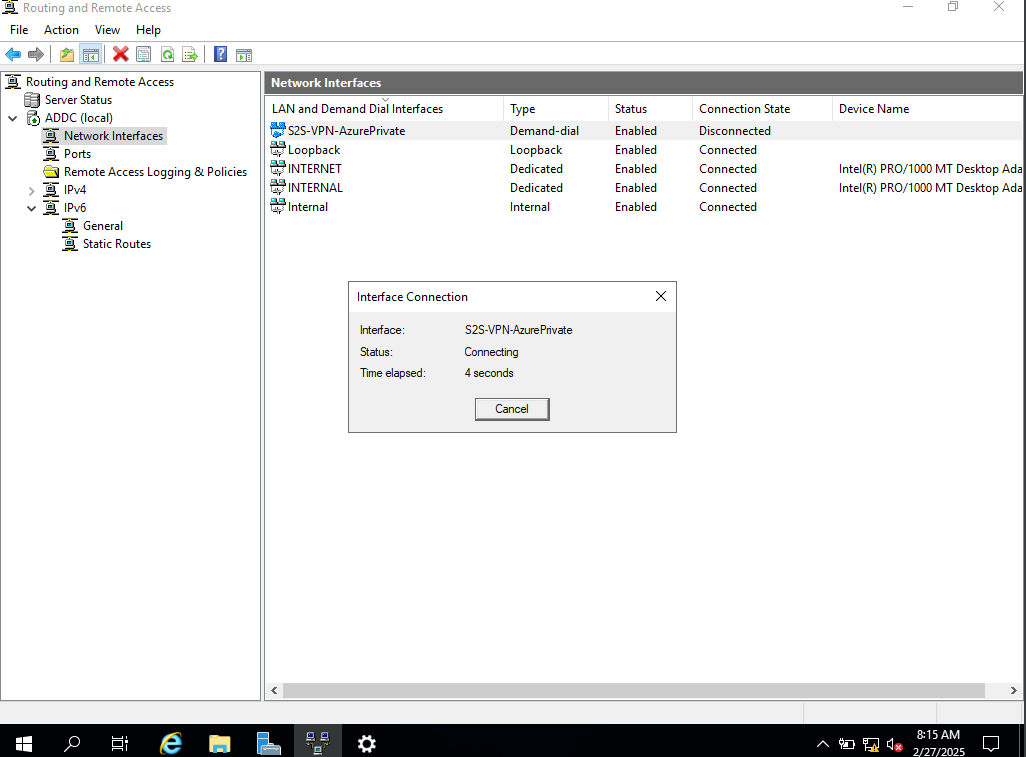 Routing and Remote Access
File Action View Help
Routing and Remote Access
Server Status
ADDC (local)
Network Interfaces
Ports
Remote Access Logging & Policies
IPv4
IPv6
General
Static Routes
Network Interfaces
LAN and Demand Dial Interfaces Type Status Connection State Device Name
S2S-VPN-AzurePrivate Demand-dial Enabled Disconnected
Loopback Loopback Enabled Connected
INTERNET Dedicated Enabled Connected Intel(R) PRO/1000 MT Desktop Ada
INTERNAL Dedicated Enabled Connected Intel(R) PRO/1000 MT Desktop Ada
Internal Internal Enabled Connected
Interface Connection
Interface: S2S-VPN-AzurePrivate
Status: Connecting
Time elapsed: 4 seconds
Cancel
8:15 AM
2/27/2025